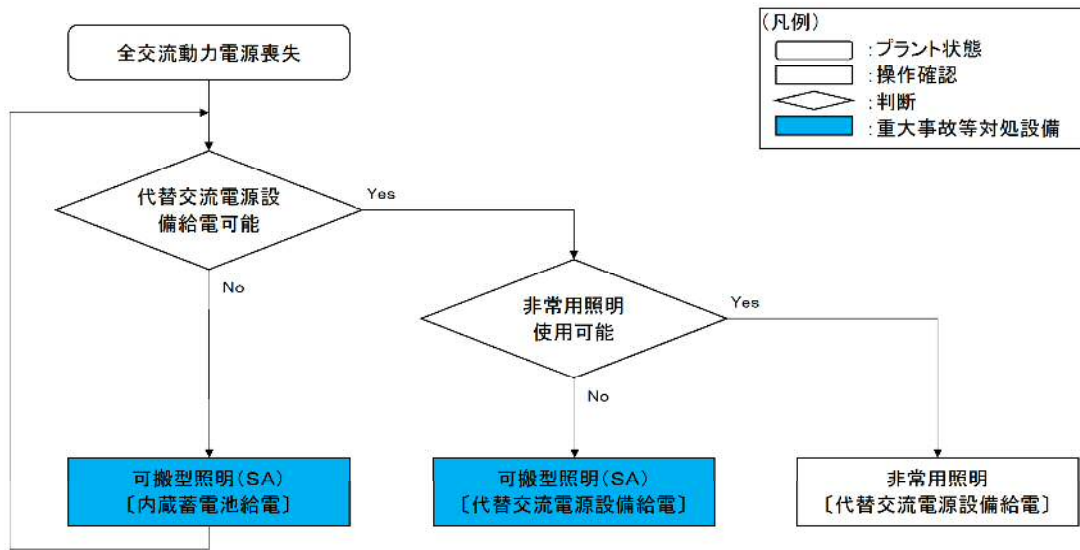 全交流動力電源喪失
(凡例)
:プラント状態
:操作確認
:判断
:重大事故等対処設備
代替交流電源設
備給電可能
Yes
No
非常用照明
使用可能
Yes
No
可搬型照明(SA)
〔内蔵蓄電池給電〕
可搬型照明(SA)
〔代替交流電源設備給電〕
非常用照明
〔代替交流電源設備給電〕